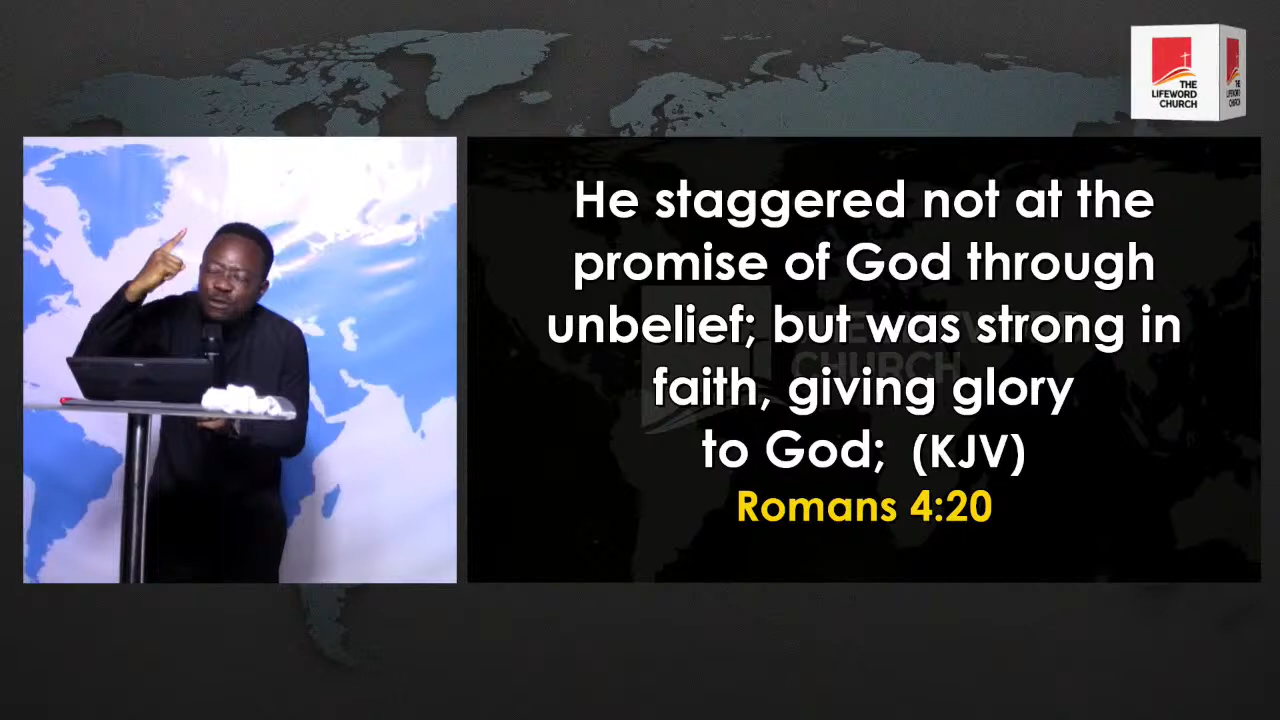 THE
LIFEWORD
CHURCH
He staggered not at the
promise of God through
unbelief; but was strong in
faith, giving glory
to God; (KJV)
Romans 4:20